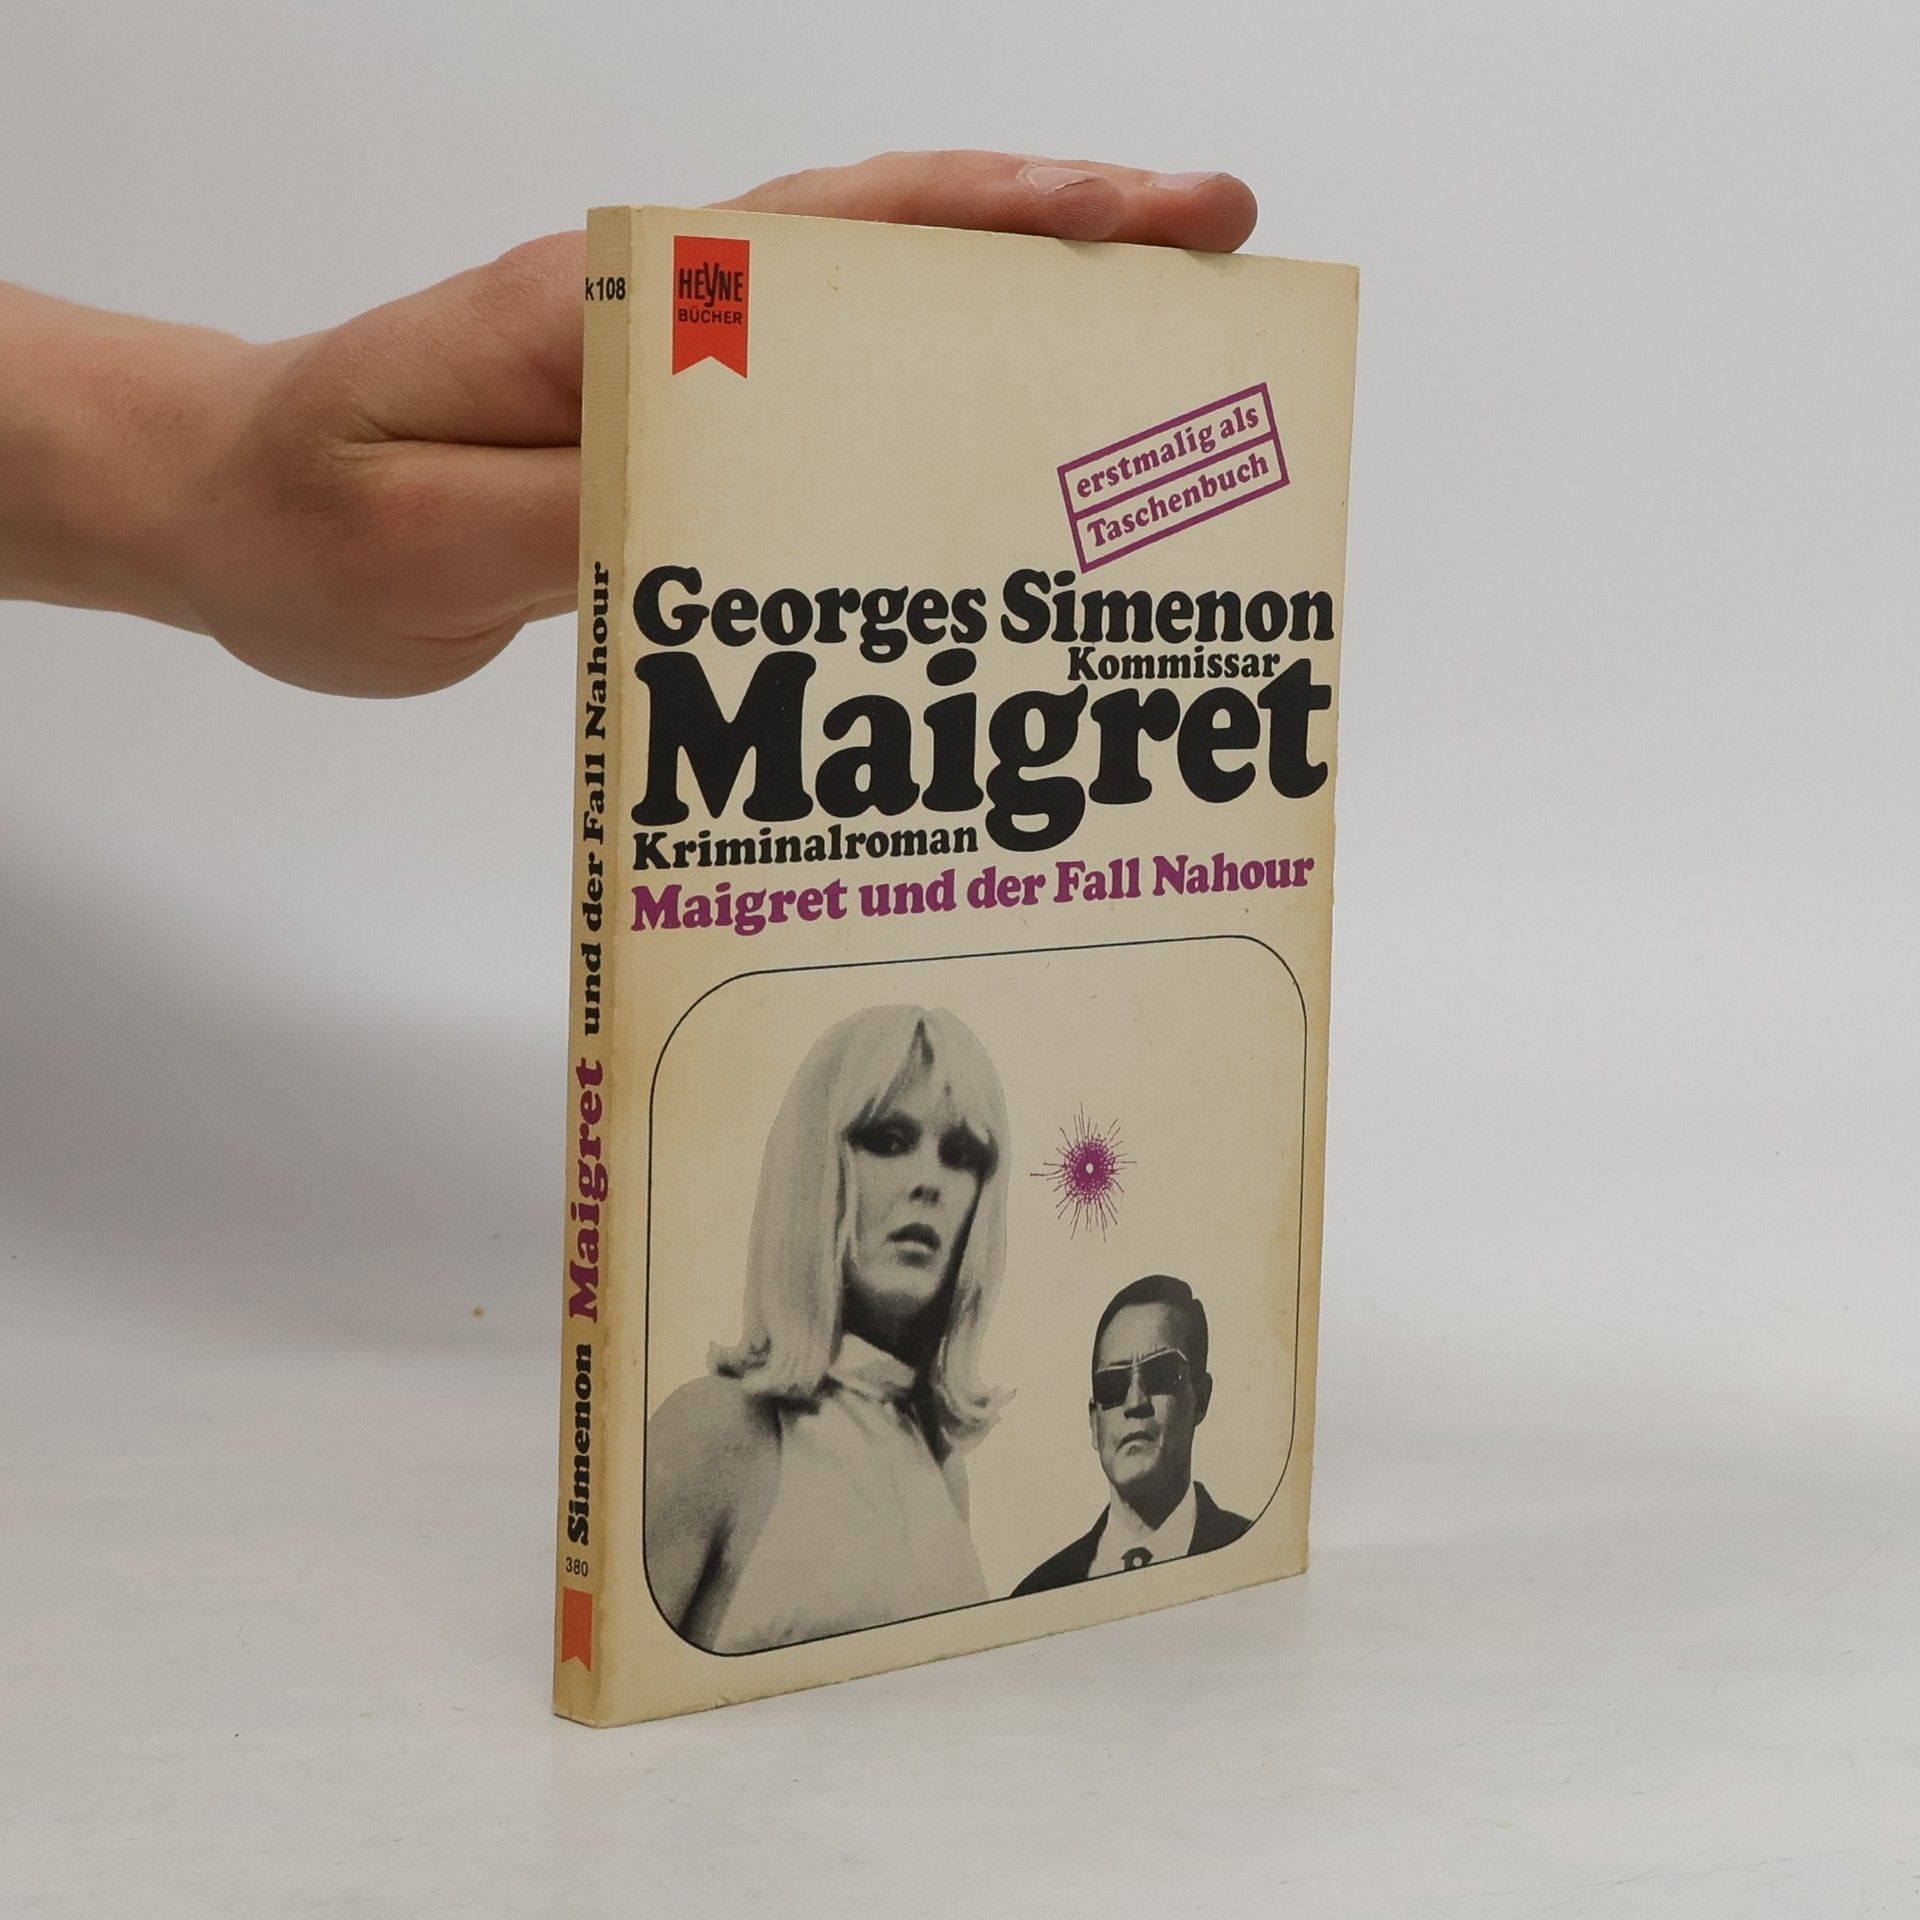 k108
HEYNE
BÜCHER
erstmalig als
Taschenbuch
Georges Simenon
Kommissar
Maigret
Kriminalroman
Maigret und der Fall Nahour
Simenon Maigret und der Fall Nahour
380